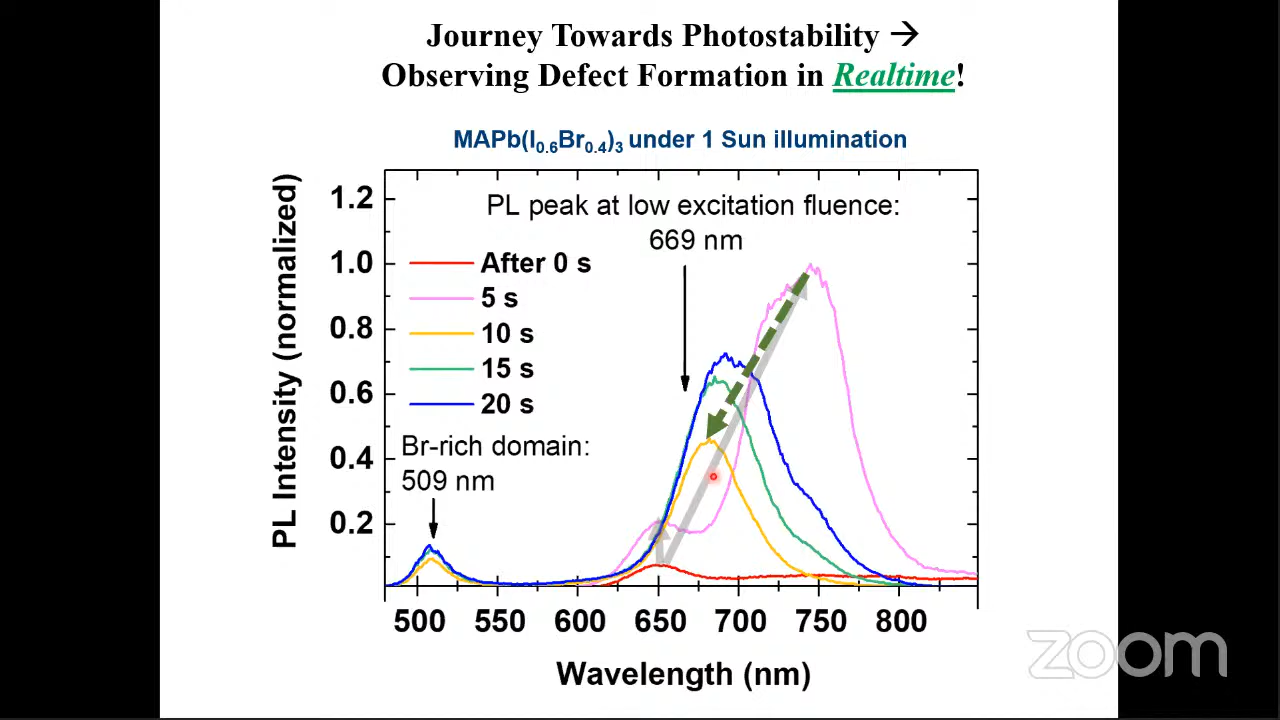 Journey Towards Photostability →
Observing Defect Formation in Realtime!
MAPb(I0.6Br0.4)3 under 1 Sun illumination
PL Intensity (normalized)
1.2
1.0
0.8
0.6
0.4
0.2
PL peak at low excitation fluence:
669 nm
After 0 s
5 s
10 s
15 s
20 s
Br-rich domain:
509 nm
500 550 600 650 700 750 800
Wavelength (nm)
zoom